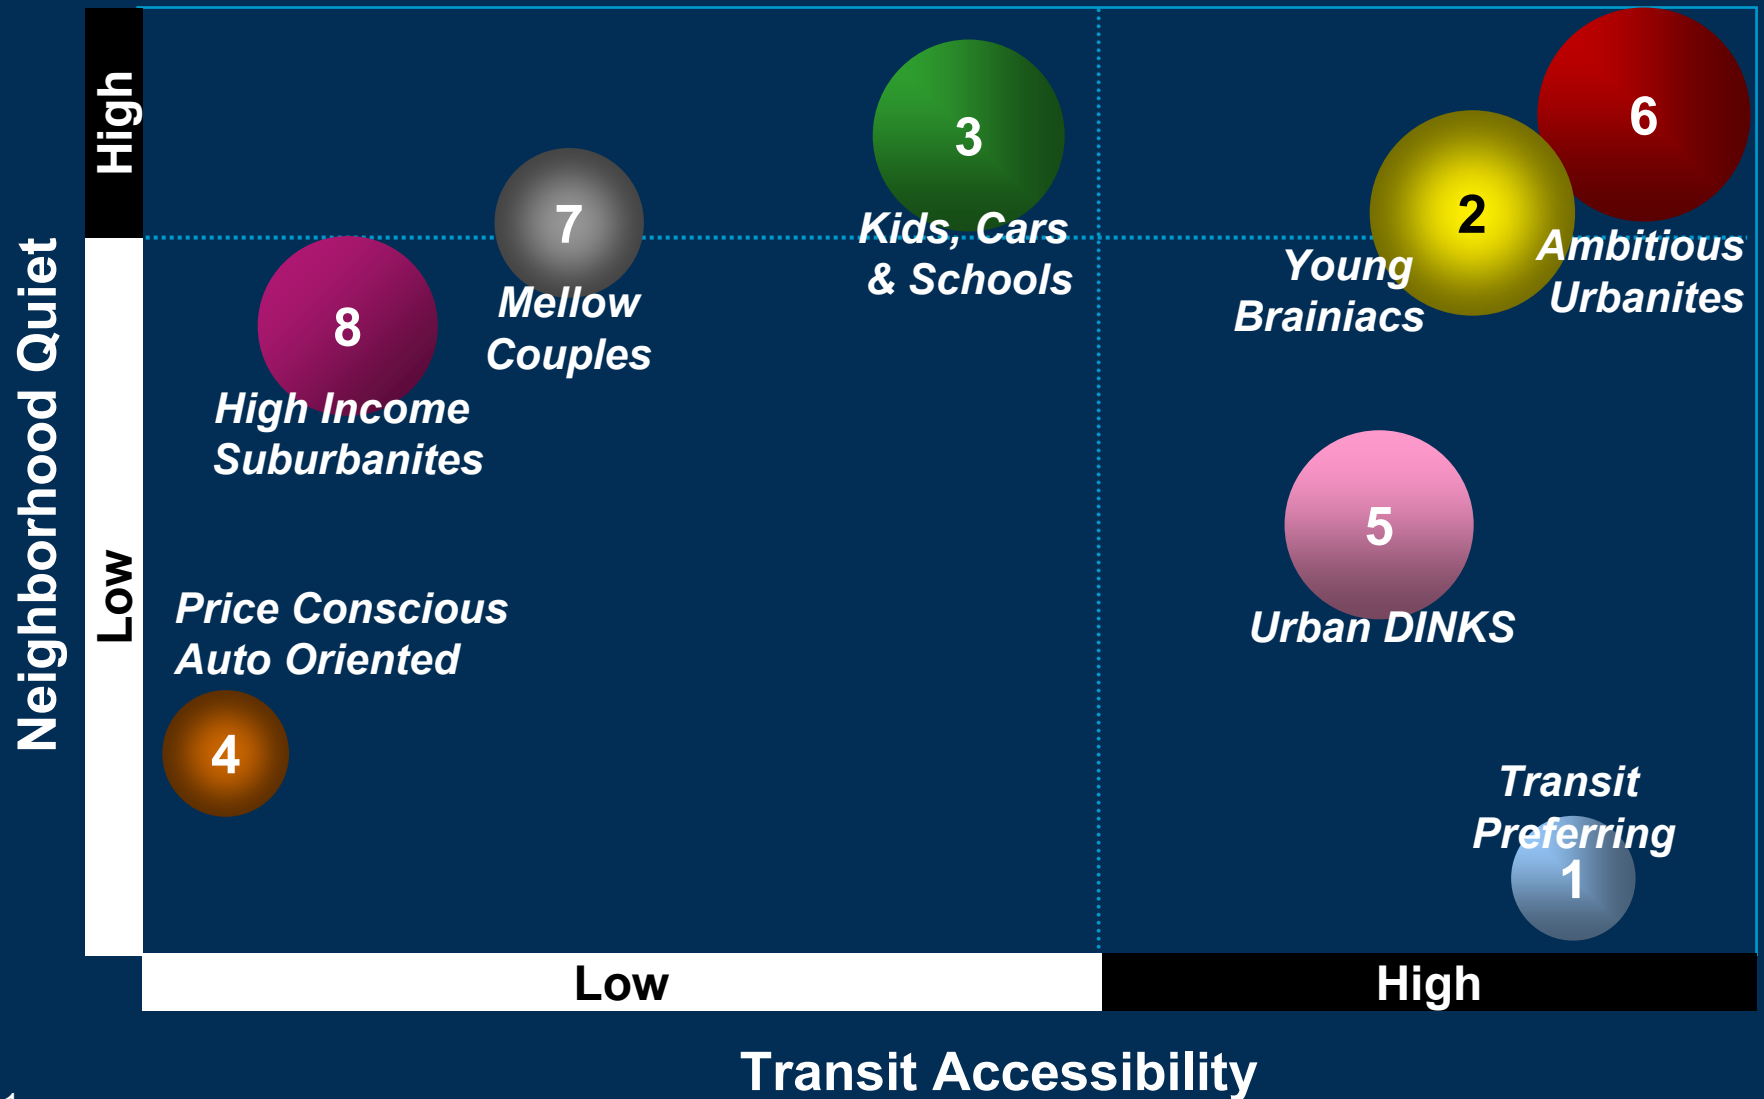 Neighborhood Quiet
High
Low
3
6
7
2
8
Kids, Cars
& Schools
Ambitious
Urbanites
Young
Brainiacs
Mellow
Couples
High Income
Suburbanites
5
Urban DINKS
Price Conscious
Auto Oriented
4
Transit
Preferring
1
Low
High
Transit Accessibility